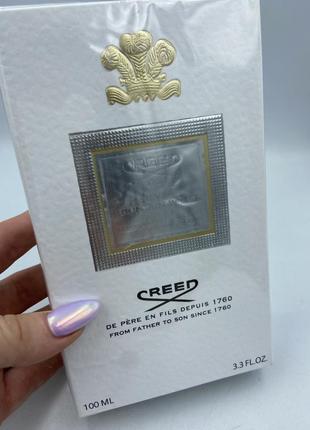 CREED
DE PÈRE EN FILS DEPUIS 1760
FROM FATHER TO SON SINCE 1760
100 ML
3.3 FL.OZ.